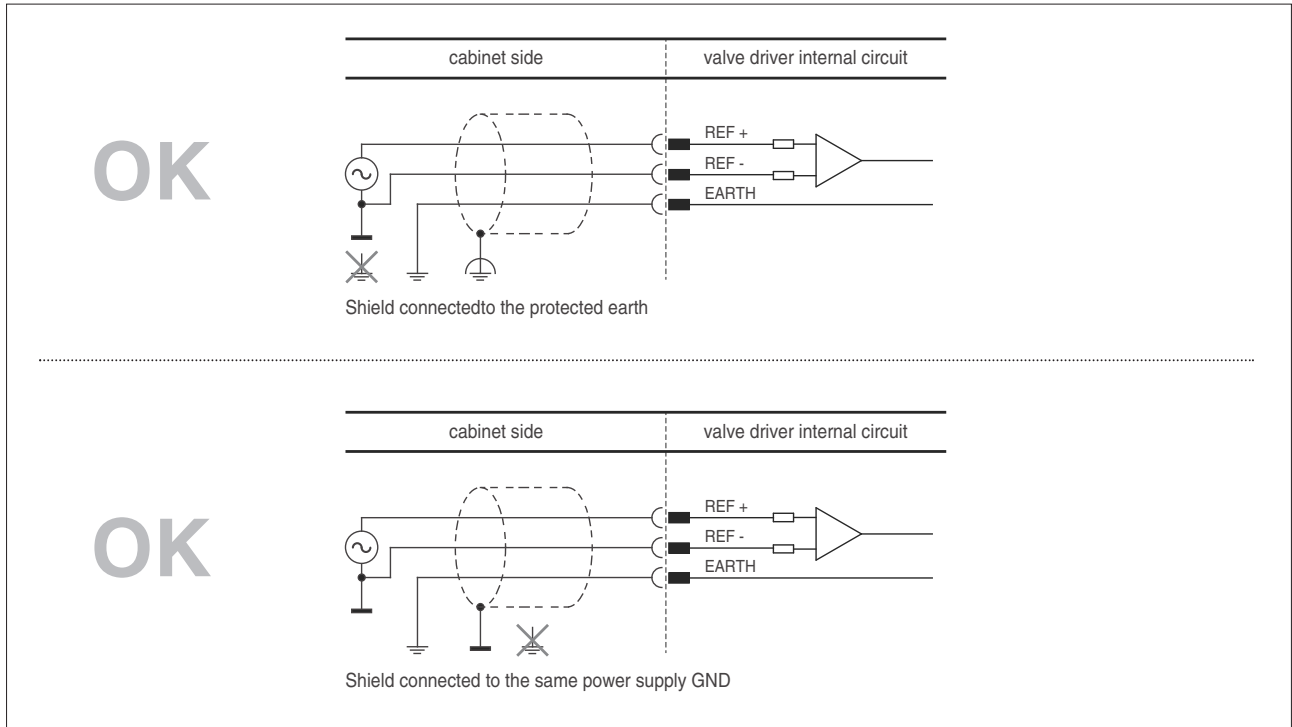 cabinet side
valve driver internal circuit
OK
REF +
REF -
EARTH
Shield connectedto the protected earth
cabinet side
valve driver internal circuit
OK
REF +
REF -
EARTH
Shield connected to the same power supply GND